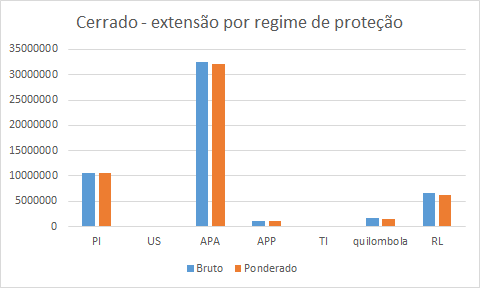 Cerrado - extensão por regime de proteção
35000000
30000000
25000000
20000000
15000000
10000000
5000000
0
PI US APA APP TI quilombola RL
Bruto Ponderado